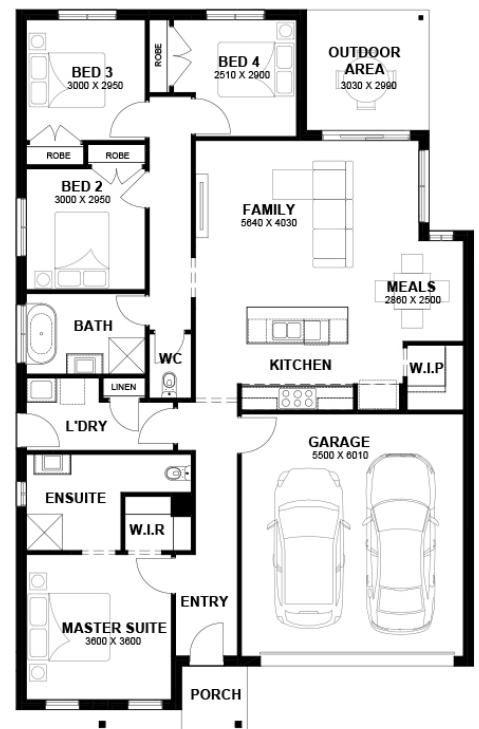 BED 3
3000 X 2950
ROBE
BED 4
2510 X 2900
OUTDOOR
AREA
3030 X 2990
ROBE
ROBE
BED 2
3000 X 2950
FAMILY
5640 X 4030
MEALS
2860 X 2500
BATH
WC
KITCHEN
W.I.P
LINEN
L'DRY
GARAGE
5500 X 6010
ENSUITE
W.I.R
ENTRY
MASTER SUITE
3600 X 3600
PORCH